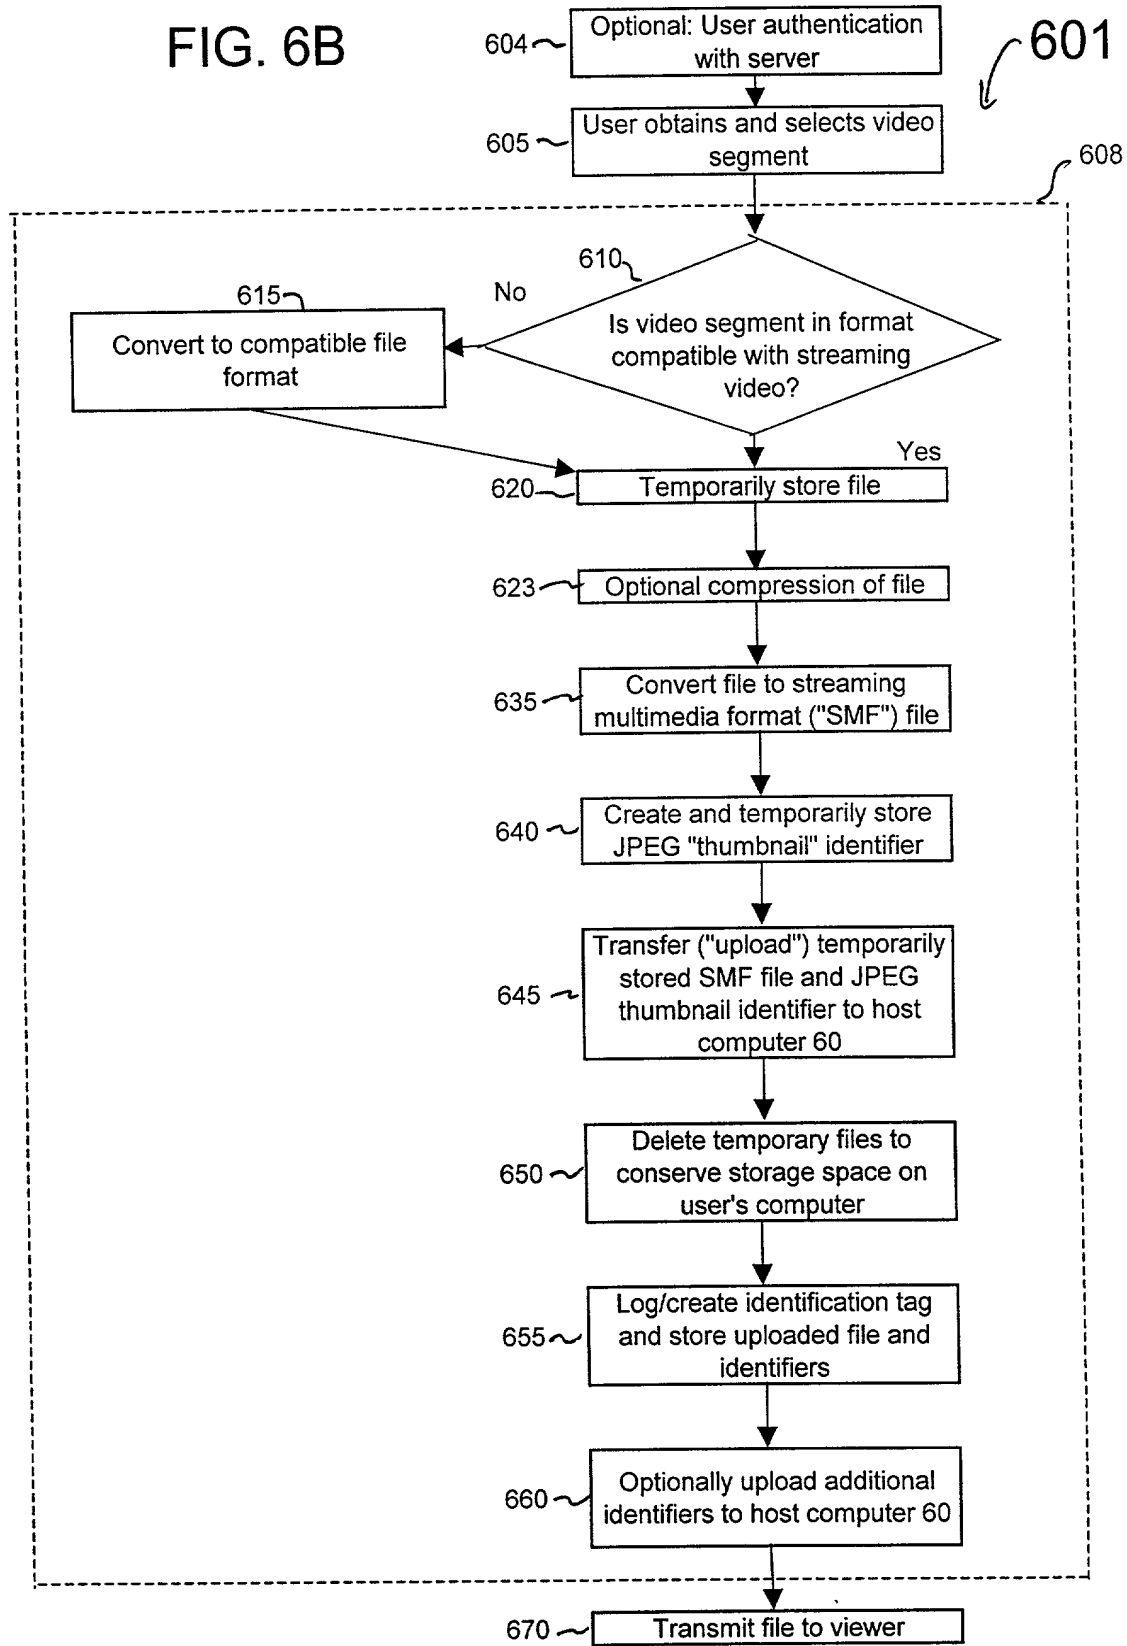 FIG. 6B
604
Optional: User authentication
with server
601
605
User obtains and selects video
segment
608
610
No
615
Convert to compatible file
format
Is video segment in format
compatible with streaming
video?
Yes
620
Temporarily store file
623
Optional compression of file
635
Convert file to streaming
multimedia format ("SMF") file
640
Create and temporarily store
JPEG "thumbnail" identifier
645
Transfer ("upload") temporarily
stored SMF file and JPEG
thumbnail identifier to host
computer 60
650
Delete temporary files to
conserve storage space on
user's computer
655
Log/create identification tag
and store uploaded file and
identifiers
660
Optionally upload additional
identifiers to host computer 60
670
Transmit file to viewer